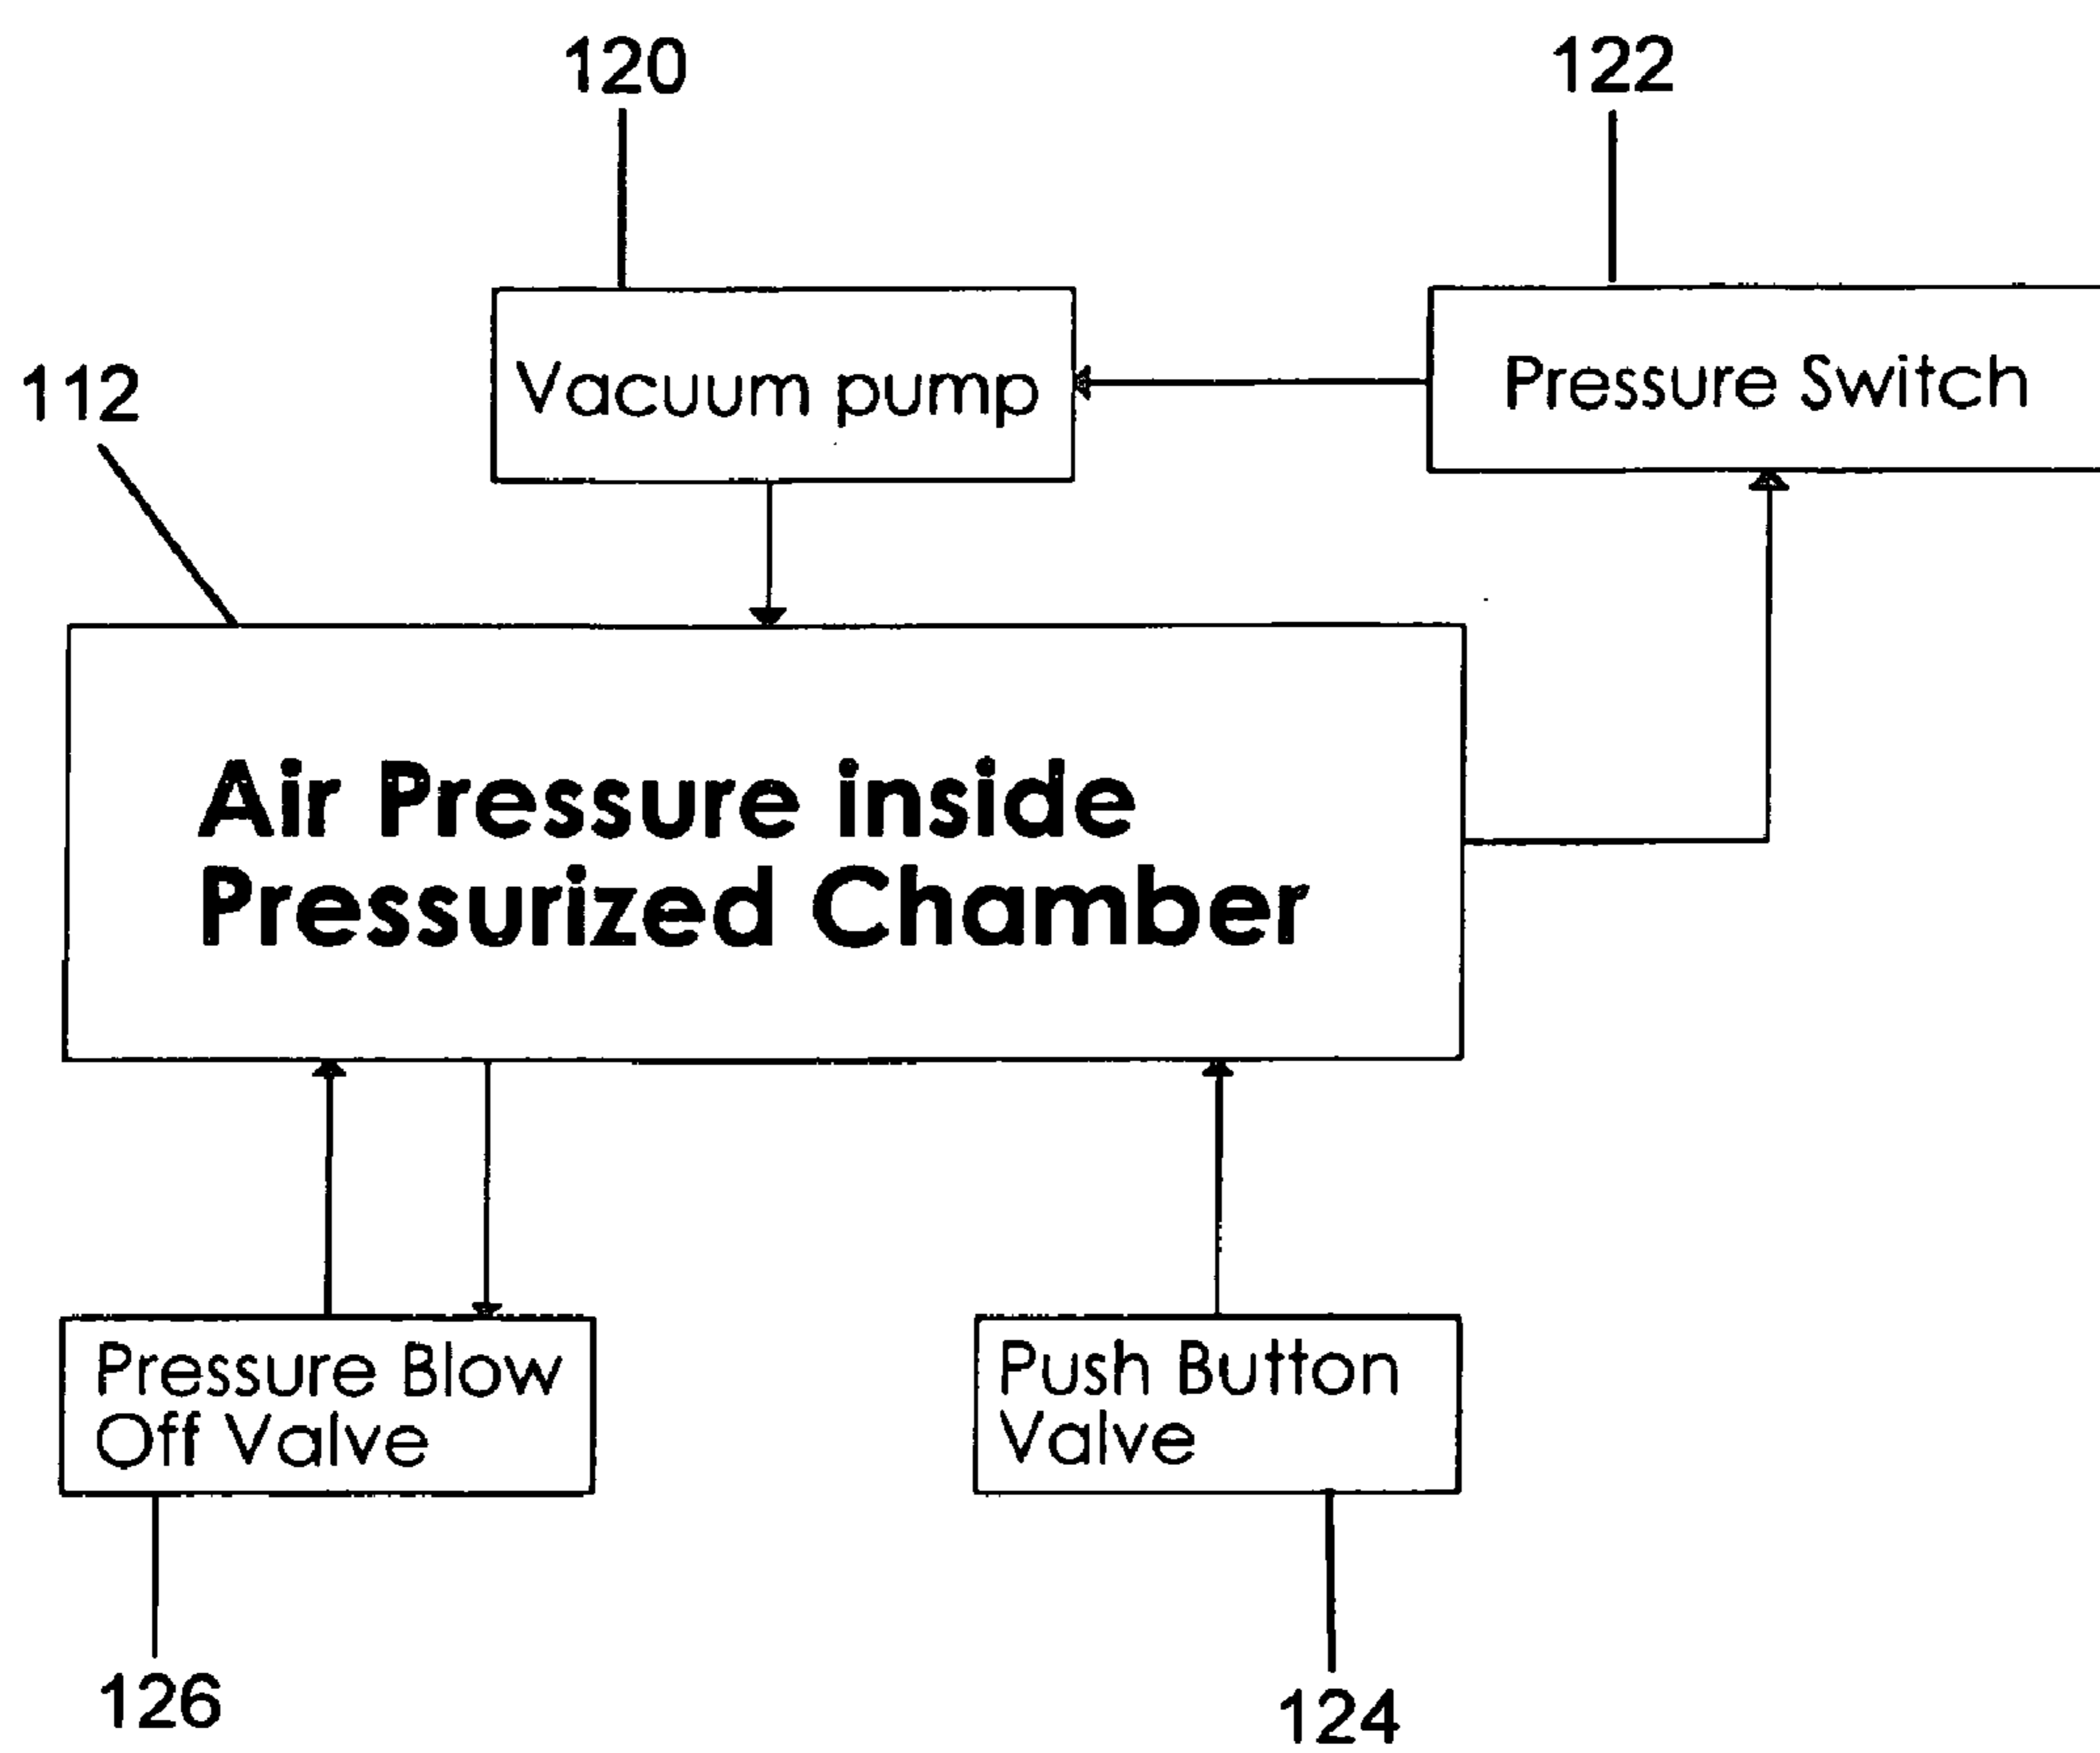 120
122
112
Vacuum pump
Pressure Switch
Air Pressure inside
Pressurized Chamber
Pressure Blow
Off Valve
Push Button
Valve
126
124